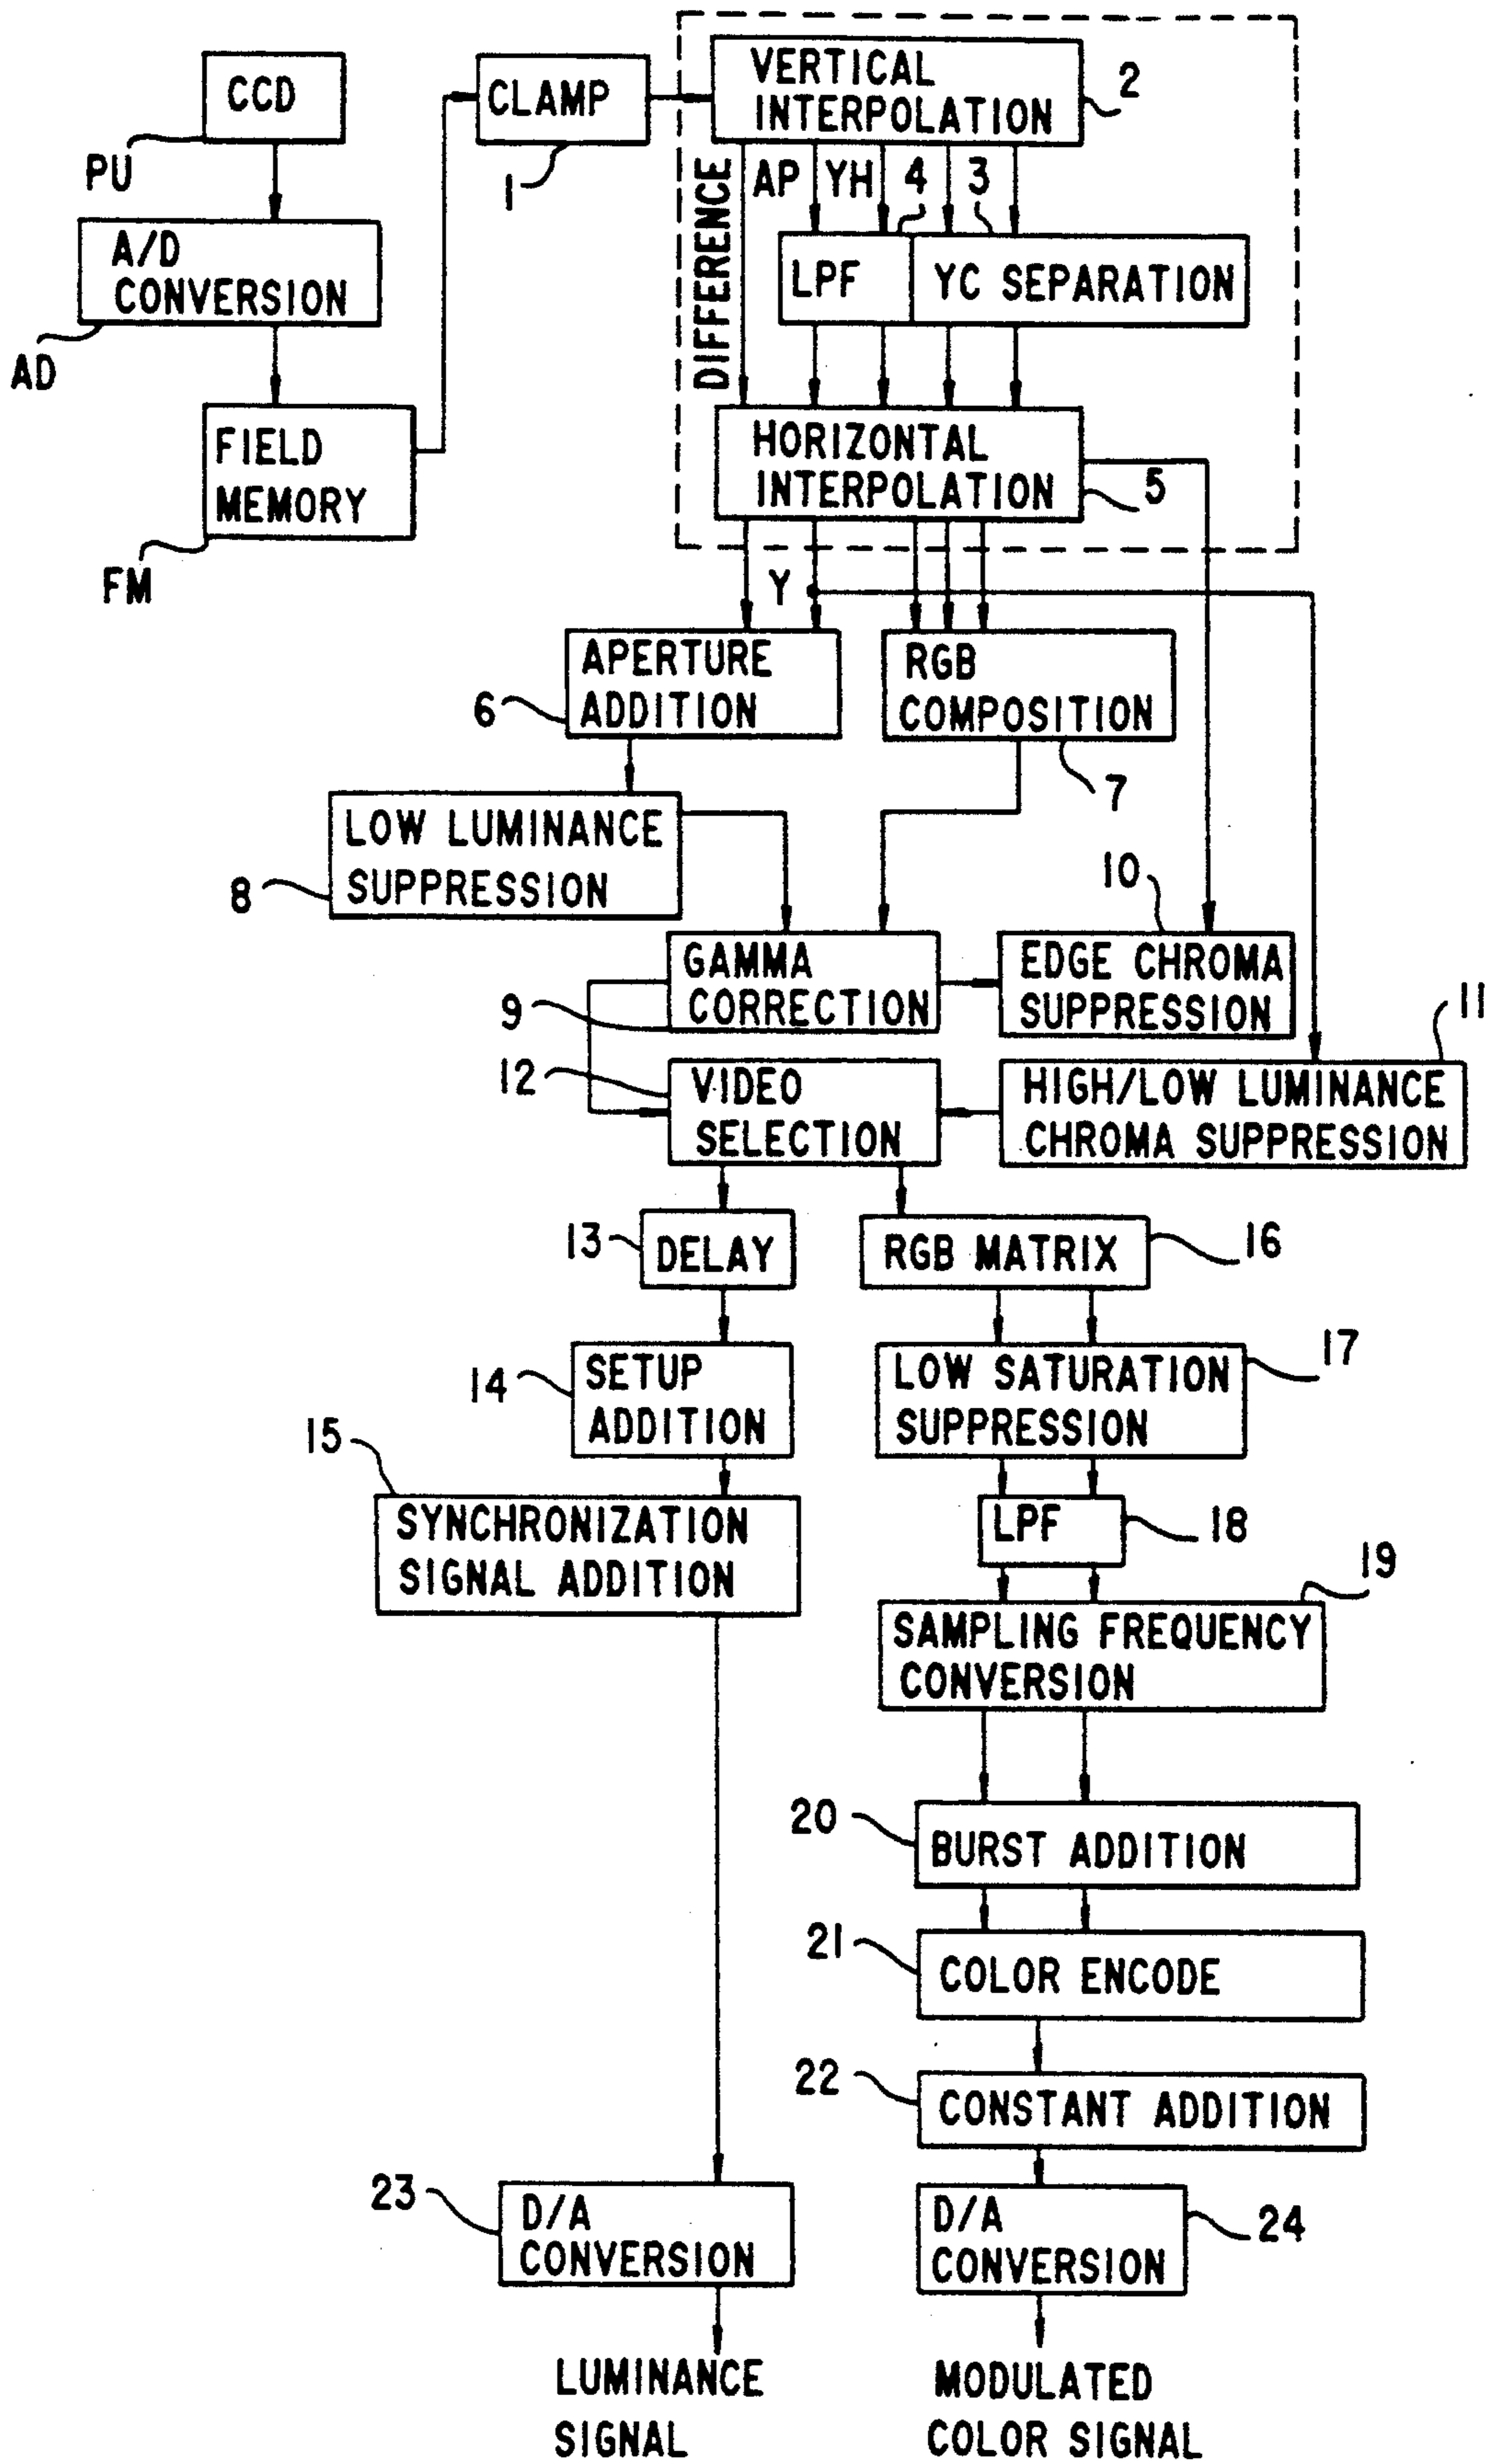 CCD
PU
A/D
CONVERSION
AD
FIELD
MEMORY
FM
CLAMP
1
VERTICAL
INTERPOLATION
2
DIFFERENCE
AP
YH
4
3
LPF
YC SEPARATION
HORIZONTAL
INTERPOLATION
5
Y
APERTURE
ADDITION
6
RGB
COMPOSITION
7
LOW LUMINANCE
SUPPRESSION
8
GAMMA
CORRECTION
9
10
EDGE CHROMA
SUPPRESSION
11
HIGH/LOW LUMINANCE
CHROMA SUPPRESSION
12
VIDEO
SELECTION
13
DELAY
RGB MATRIX
16
14
SETUP
ADDITION
LOW SATURATION
SUPPRESSION
17
15
SYNCHRONIZATION
SIGNAL ADDITION
LPF
18
19
SAMPLING FREQUENCY
CONVERSION
20
BURST ADDITION
21
COLOR ENCODE
22
CONSTANT ADDITION
23
D/A
CONVERSION
D/A
CONVERSION
24
LUMINANCE
SIGNAL
MODULATED
COLOR SIGNAL